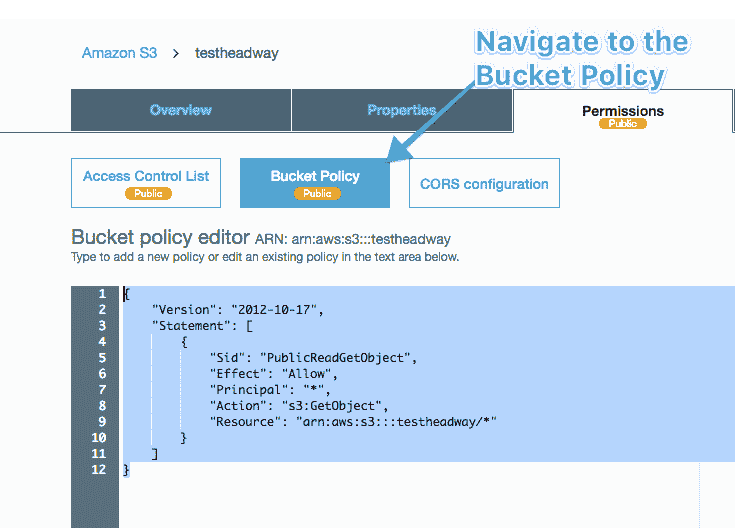 Amazon S3 > testheadway
Navigate to the
Bucket Policy
Overview
Properties
Permissions
Public
Access Control List
Public
Bucket Policy
Public
CORS configuration
Bucket policy editor ARN: arn:aws:s3:::testheadway
Type to add a new policy or edit an existing policy in the text area below.
1 {
2 "Version": "2012-10-17",
3 "Statement": [
4 {
5 "Sid": "PublicReadGetObject",
6 "Effect": "Allow",
7 "Principal": "*",
8 "Action": "s3:GetObject",
9 "Resource": "arn:aws:s3:::testheadway/*"
10 }
11 ]
12 }